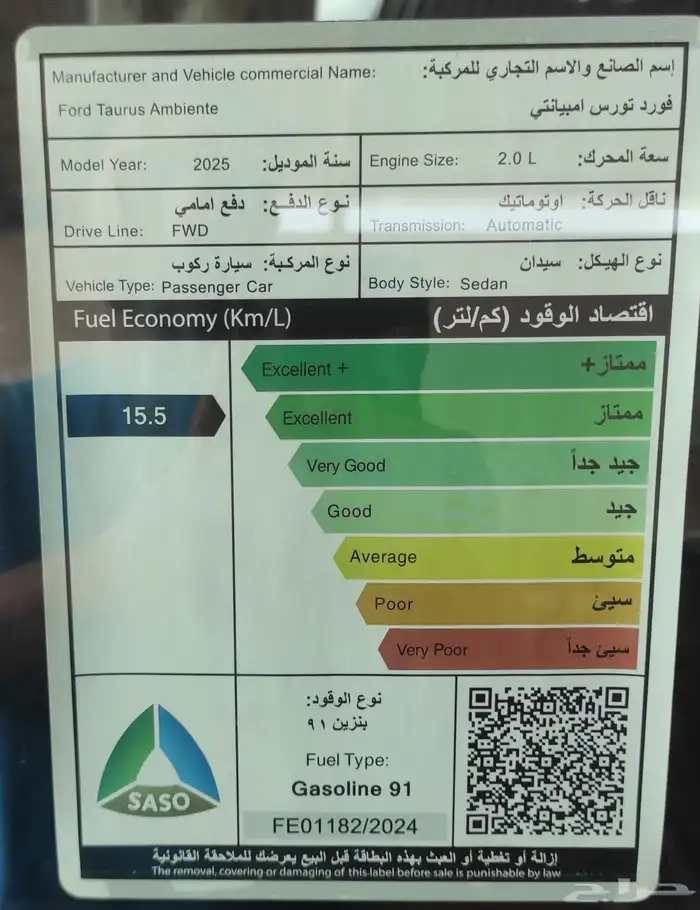 Manufacturer and Vehicle commercial Name: إسم الصانع والاسم التجاري للمركبة:
Ford Taurus Ambiente فورد تورس امبيانتي
Model Year: 2025 سنة الموديل:
Engine Size: 2.0 L سعة المحرك:
نوع الدفع: دفع امامي
Drive Line: FWD
ناقل الحركة: اوتوماتيك
Transmission: Automatic
نوع المركبة: سيارة ركوب
Vehicle Type: Passenger Car
نوع الهيكل: سيدان
Body Style: Sedan
Fuel Economy (Km/L) اقتصاد الوقود (كم/لتر)
Excellent + ممتاز+
15.5
Excellent ممتاز
Very Good جيد جداً
Good جيد
Average متوسط
Poor سيئ
Very Poor سيئ جداً
SASO
نوع الوقود:
بنزين ٩١
Fuel Type:
Gasoline 91
FE01182/2024
إزالة أو تغطية أو العبث بهذه البطاقة قبل البيع يعرضك للملاحقة القانونية
The removal, covering or damaging of this label before sale is punishable by law
حراج